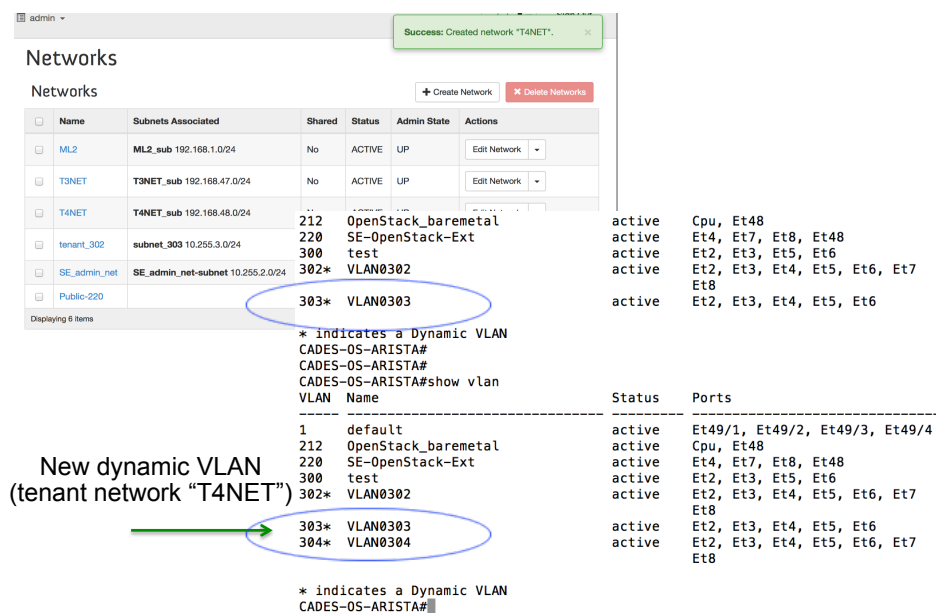 admin
Success: Created network "T4NET". ×
Networks
Networks
+ Create Network
✖ Delete Networks
Name Subnets Associated Shared Status Admin State Actions
ML2 ML2_sub 192.168.1.0/24 No ACTIVE UP Edit Network
T3NET T3NET_sub 192.168.47.0/24 No ACTIVE UP Edit Network
T4NET T4NET_sub 192.168.48.0/24
tenant_302 subnet_303 10.255.3.0/24
SE_admin_net SE_admin_net-subnet 10.255.2.0/24
Public-220
Displaying 6 items
212 OpenStack_baremetal active Cpu, Et48
220 SE-OpenStack-Ext active Et4, Et7, Et8, Et48
300 test active Et2, Et3, Et5, Et6
302* VLAN0302 active Et2, Et3, Et4, Et5, Et6, Et7
Et8
303* VLAN0303 active Et2, Et3, Et4, Et5, Et6
* indicates a Dynamic VLAN
CADES-OS-ARISTA#
CADES-OS-ARISTA#
CADES-OS-ARISTA#show vlan
VLAN Name Status Ports
----- -------------------------------- --------- -------------------------------
1 default active Et49/1, Et49/2, Et49/3, Et49/4
212 OpenStack_baremetal active Cpu, Et48
220 SE-OpenStack-Ext active Et4, Et7, Et8, Et48
300 test active Et2, Et3, Et5, Et6
302* VLAN0302 active Et2, Et3, Et4, Et5, Et6, Et7
Et8
303* VLAN0303 active Et2, Et3, Et4, Et5, Et6
304* VLAN0304 active Et2, Et3, Et4, Et5, Et6, Et7
Et8
* indicates a Dynamic VLAN
CADES-OS-ARISTA#
New dynamic VLAN
(tenant network “T4NET”)